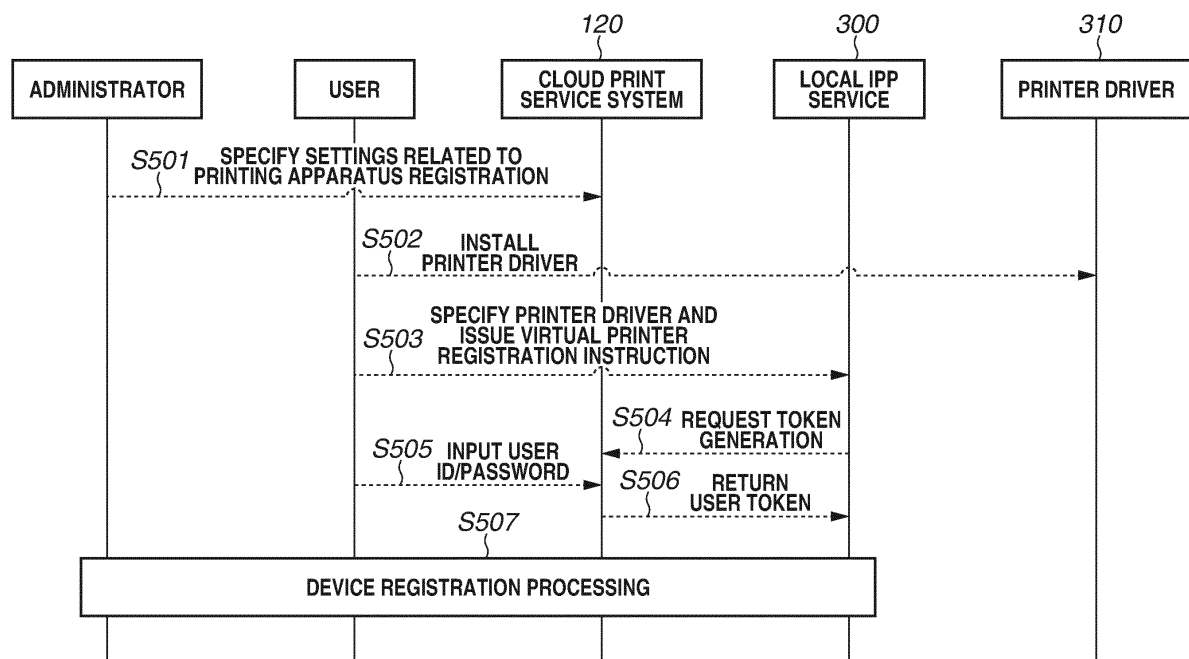 120
300
310
ADMINISTRATOR
USER
CLOUD PRINT
SERVICE SYSTEM
LOCAL IPP
SERVICE
PRINTER DRIVER
S501
SPECIFY SETTINGS RELATED TO
PRINTING APPARATUS REGISTRATION
S502
INSTALL
PRINTER DRIVER
S503
SPECIFY PRINTER DRIVER AND
ISSUE VIRTUAL PRINTER
REGISTRATION INSTRUCTION
S504
REQUEST TOKEN
GENERATION
S505
INPUT USER
ID/PASSWORD
S506
RETURN
USER TOKEN
S507
DEVICE REGISTRATION PROCESSING